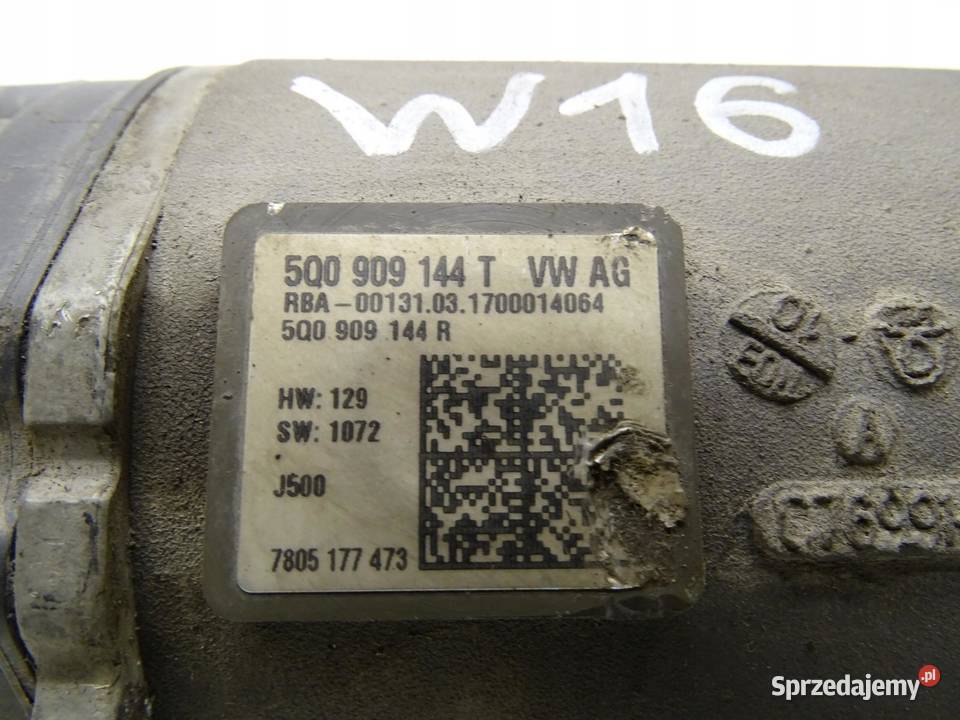 W16
5Q0 909 144 T VW AG
RBA-00131.03.1700014064
5Q0 909 144 R
HW: 129
SW: 1072
J500
7805 177 473
A
Sprzedajemy.pl